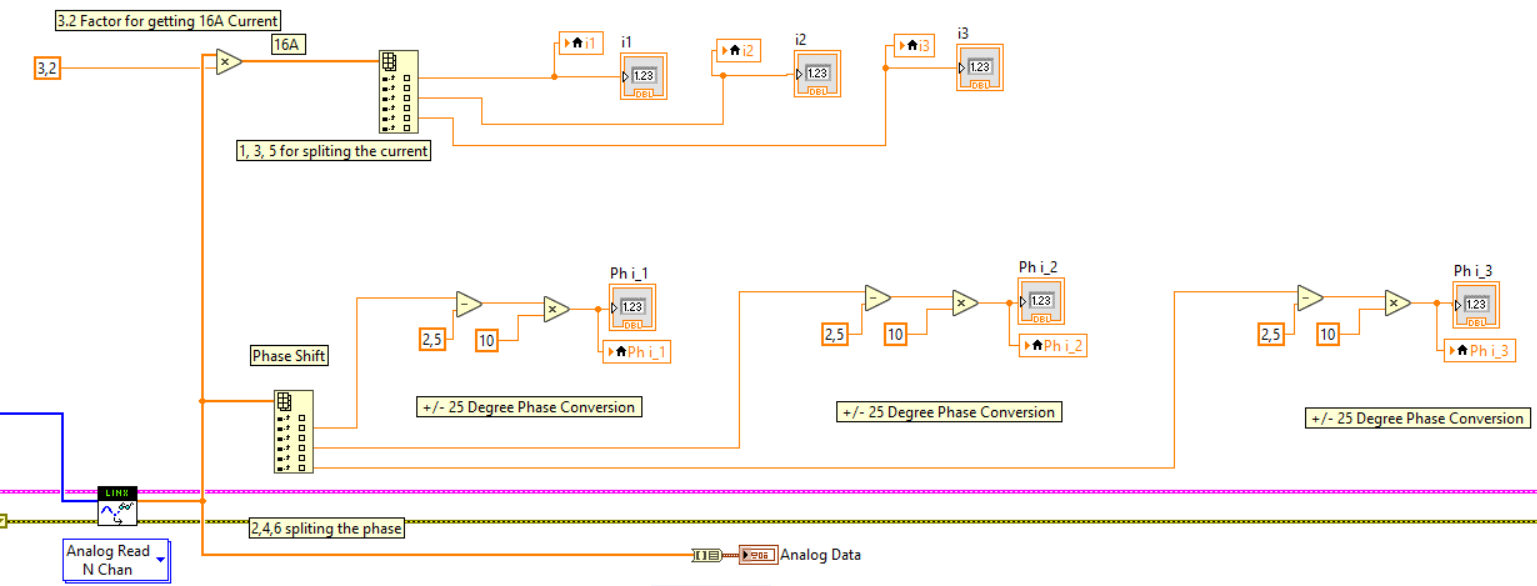 3.2 Factor for getting 16A Current
16A
3,2
i1
i1
i2
i2
i3
i3
1.23
DBL
1.23
DBL
1.23
DBL
1, 3, 5 for spliting the current
Ph i_1
1.23
DBL
2,5
10
Ph i_1
Ph i_2
1.23
DBL
2,5
10
Ph i_2
Ph i_3
1.23
DBL
2,5
10
Ph i_3
Phase Shift
+/- 25 Degree Phase Conversion
+/- 25 Degree Phase Conversion
+/- 25 Degree Phase Conversion
LINX
2,4,6 spliting the phase
Analog Read
N Chan
Analog Data